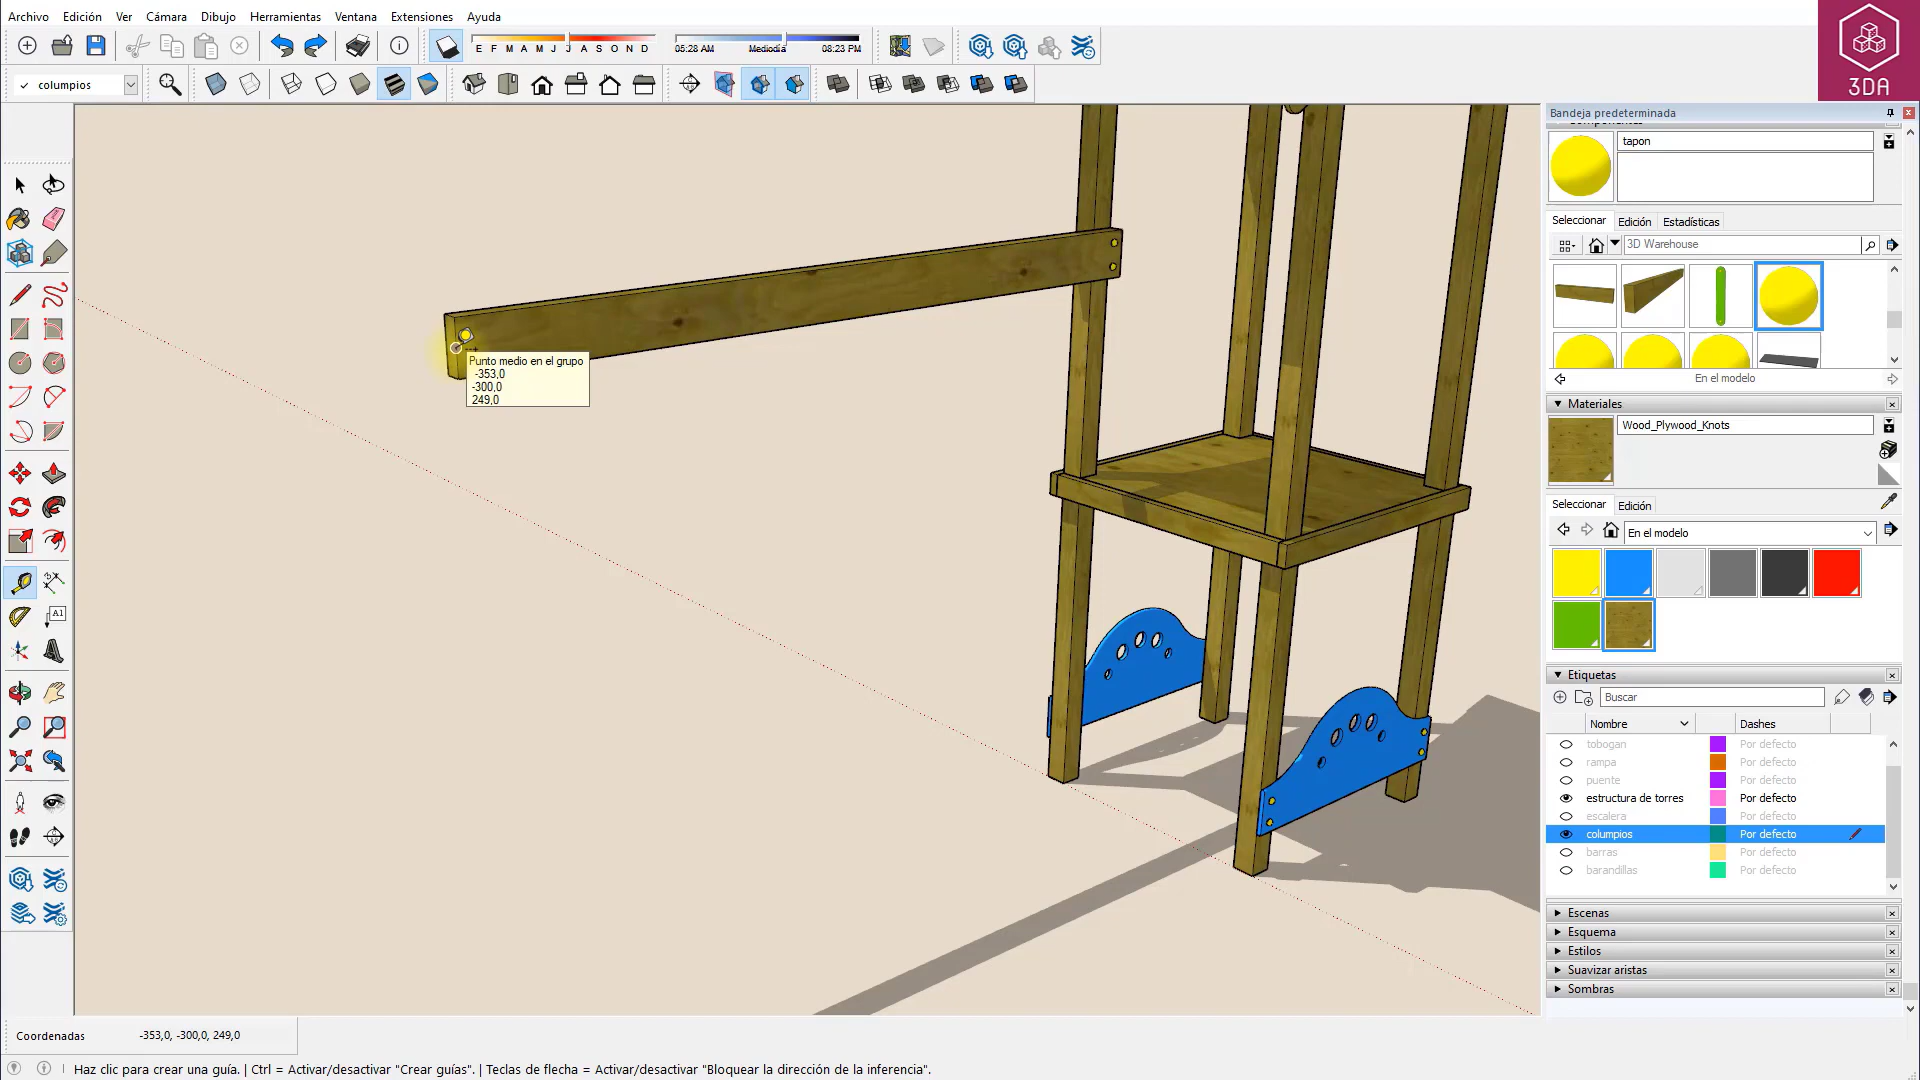 Archivo Edición Ver Cámara Dibujo Herramientas Ventana Extensiones Ayuda
E F M A M J J A S O N D
05:28 AM Mediodía 08:23 PM
3DA
columpios
Bandeja predeterminada
tapon
Seleccionar Edición Estadísticas
3D Warehouse
En el modelo
Materiales
Wood_Plywood_Knots
Seleccionar Edición
En el modelo
Etiquetas
Buscar
Nombre Dashes
tobogan Por defecto
rampa Por defecto
puente Por defecto
estructura de torres Por defecto
escalera Por defecto
columpios Por defecto
barras Por defecto
barandillas Por defecto
Escenas
Esquema
Estilos
Suavizar aristas
Sombras
Punto medio en el grupo
-353,0
-300,0
249,0
A1
Coordenadas -353,0, -300,0, 249,0
Haz clic para crear una guía. | Ctrl = Activar/desactivar "Crear guías". | Teclas de flecha = Activar/desactivar "Bloquear la dirección de la inferencia".